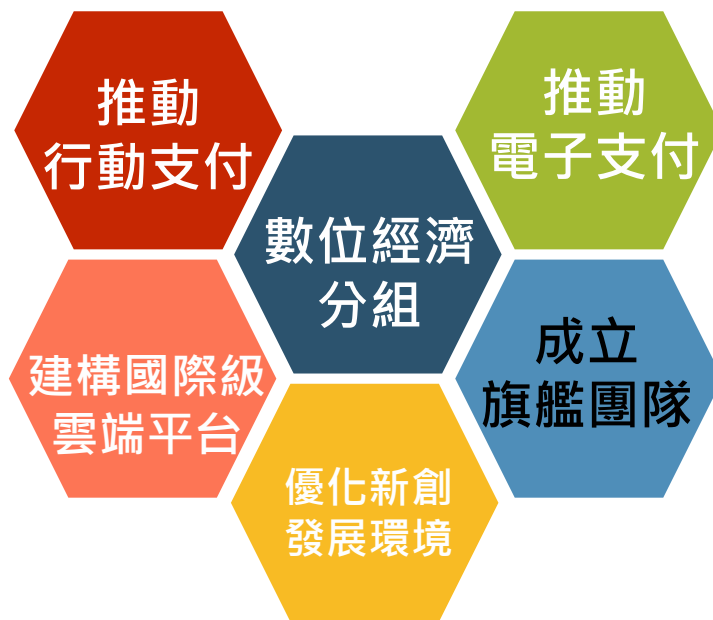 推動
行動支付
推動
電子支付
數位經濟
分組
建構國際級
雲端平台
成立
旗艦團隊
優化新創
發展環境